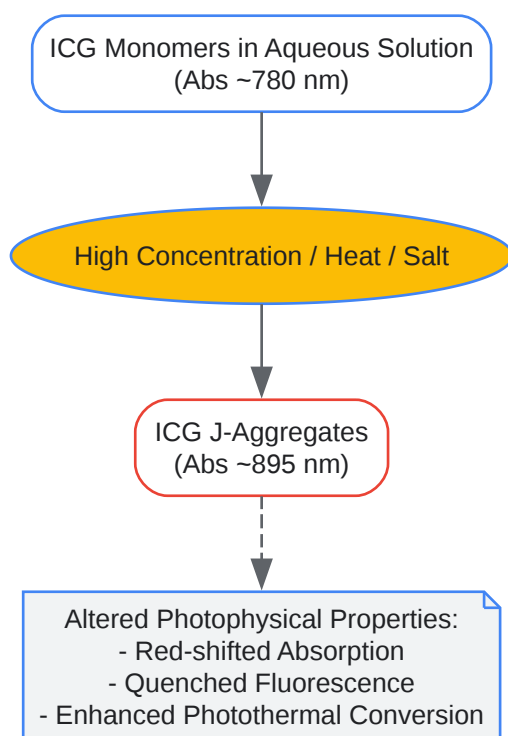 ICG Monomers in Aqueous Solution
(Abs ~780 nm)
High Concentration / Heat / Salt
ICG J-Aggregates
(Abs ~895 nm)
Altered Photophysical Properties:
- Red-shifted Absorption
- Quenched Fluorescence
- Enhanced Photothermal Conversion